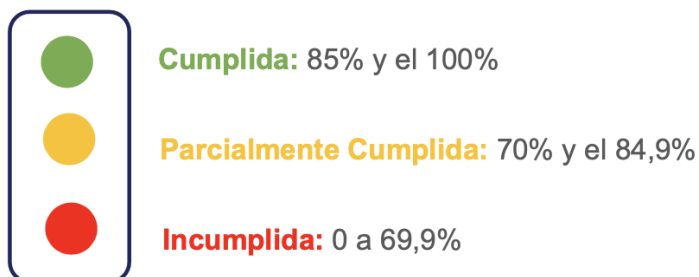 Cumplida: 85% y el 100%
Parcialmente Cumplida: 70% y el 84,9%
Incumplida: 0 a 69,9%